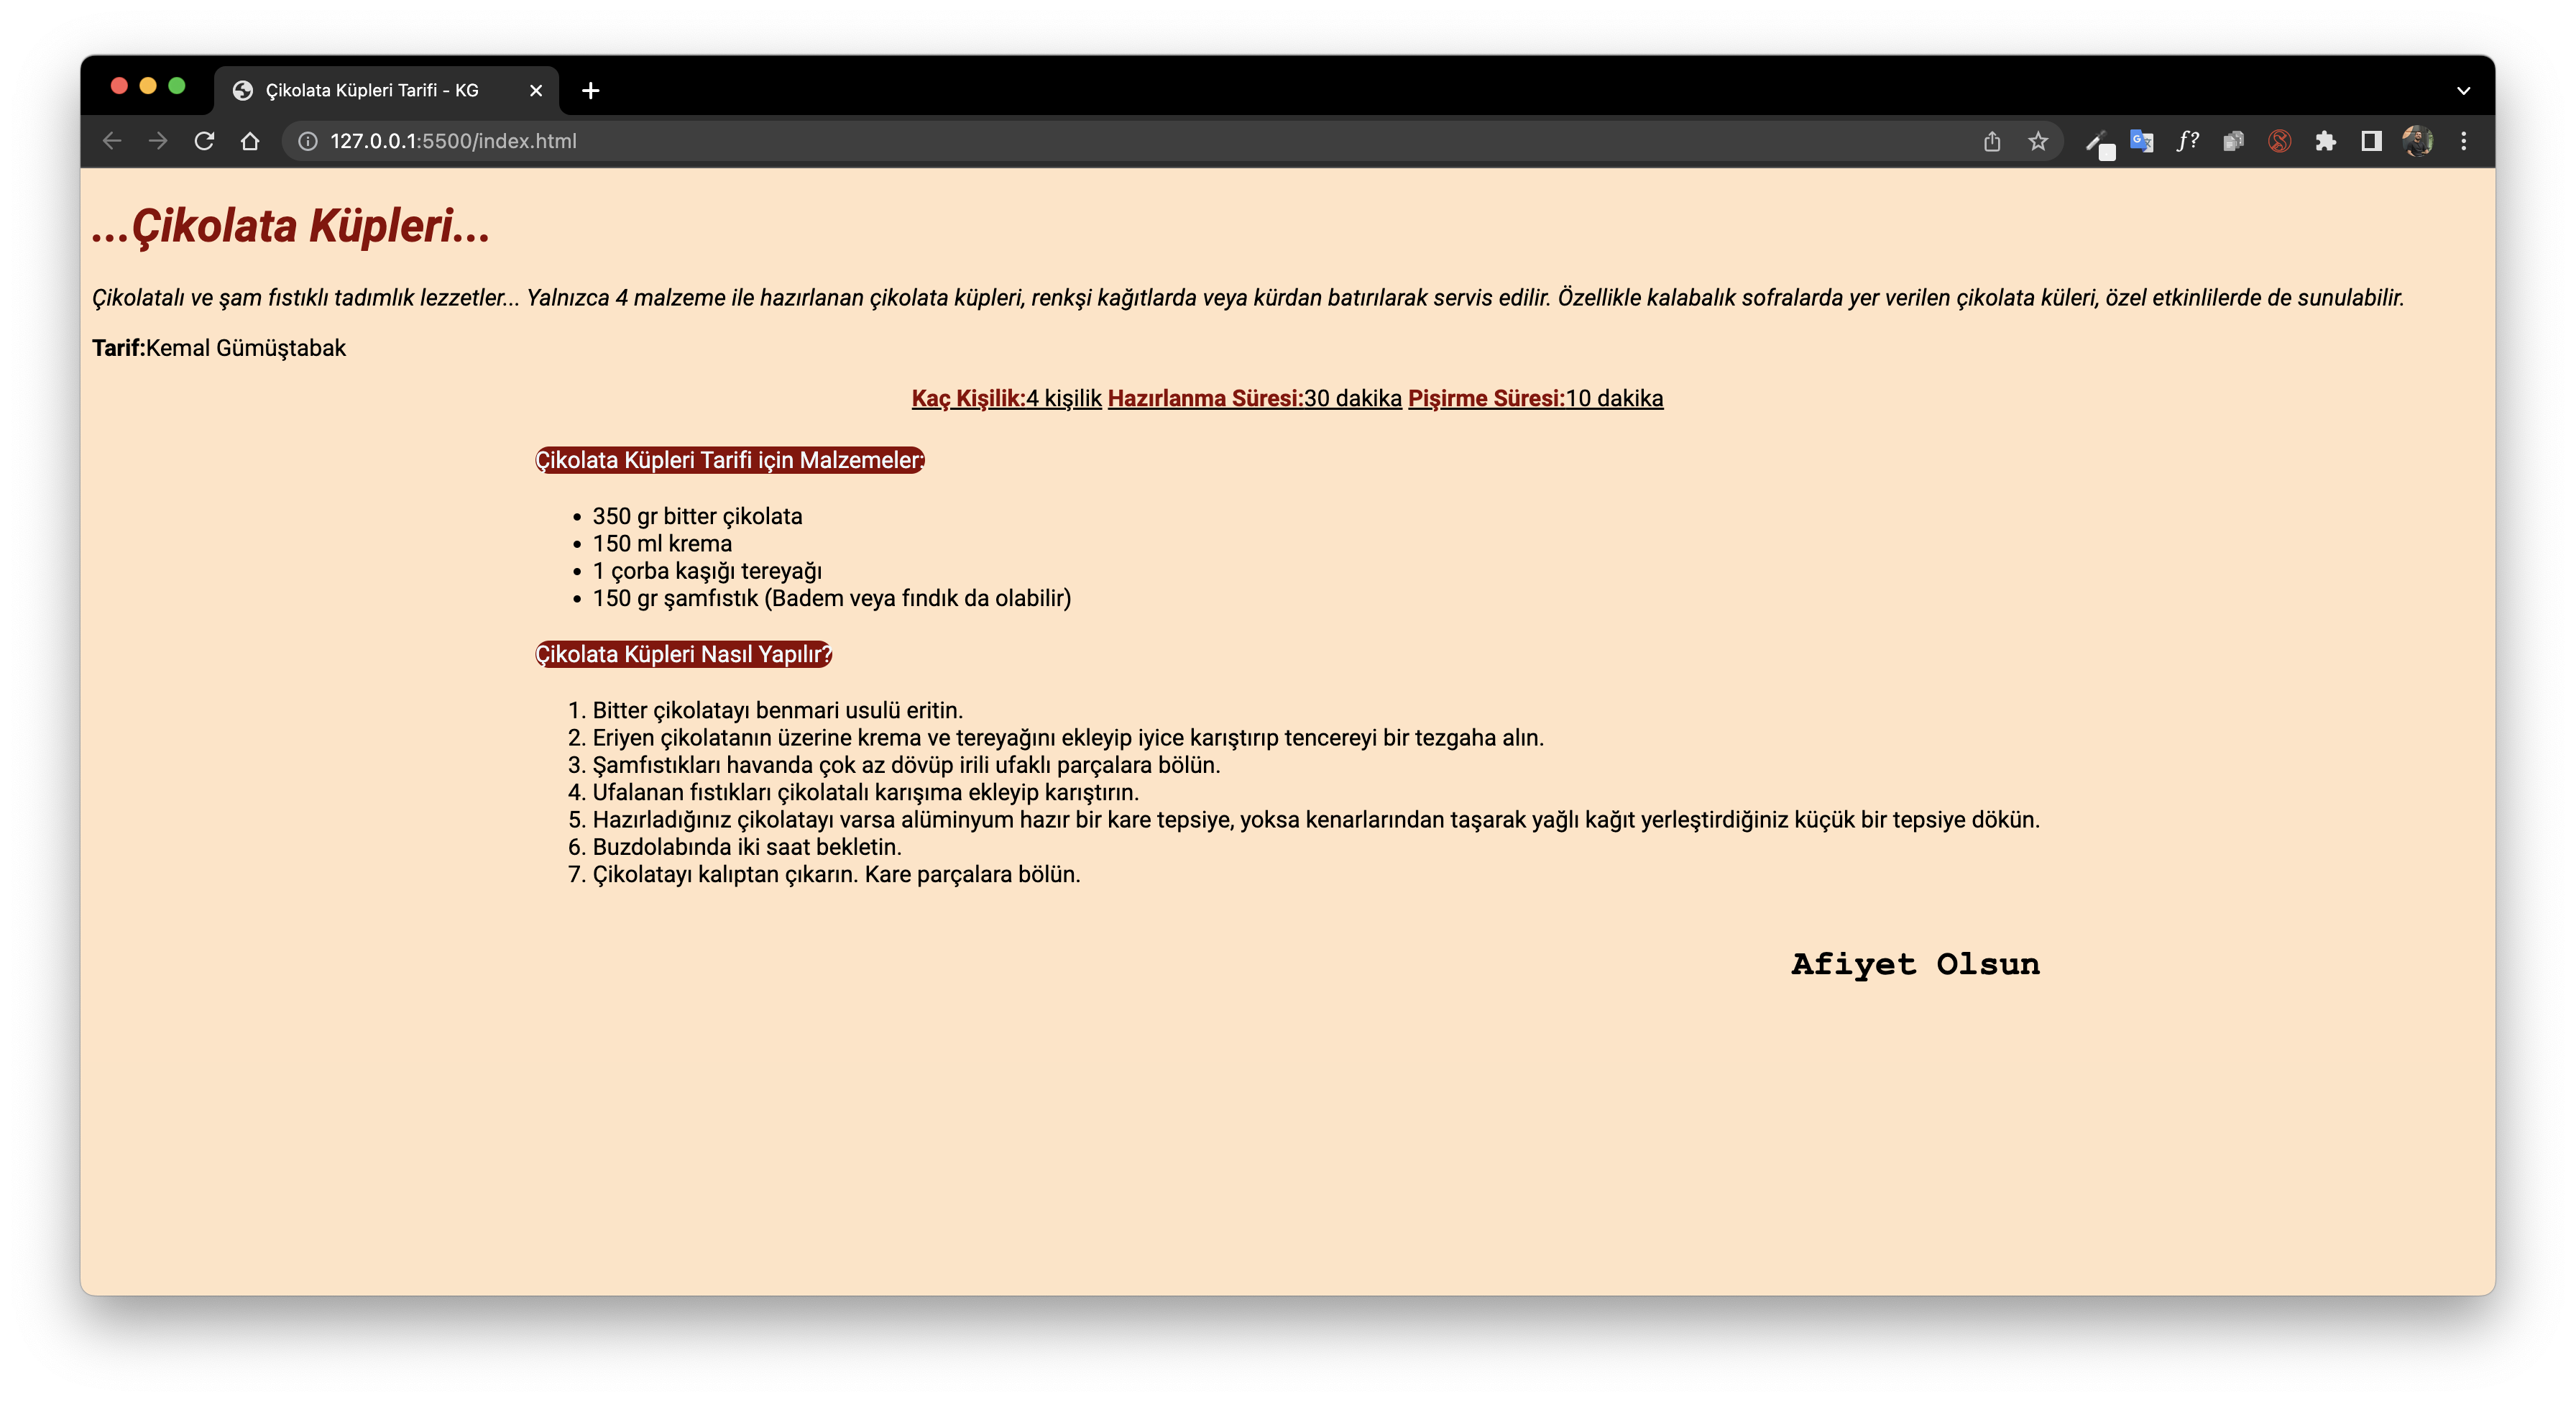 Çikolata Küpleri Tarifi - KG
127.0.0.1:5500/index.html
...Çikolata Küpleri...
Çikolatalı ve şam fıstıklı tadımlık lezzetler... Yalnızca 4 malzeme ile hazırlanan çikolata küpleri, renkşi kağıtlarda veya kürdan batırılarak servis edilir. Özellikle kalabalık sofralarda yer verilen çikolata küleri, özel etkinlilerde de sunulabilir.
Tarif:Kemal Gümüştabak
Kaç Kişilik:4 kişilik Hazırlanma Süresi:30 dakika Pişirme Süresi:10 dakika
Çikolata Küpleri Tarifi için Malzemeler:
• 350 gr bitter çikolata
• 150 ml krema
• 1 çorba kaşığı tereyağı
• 150 gr şamfıstık (Badem veya fındık da olabilir)
Çikolata Küpleri Nasıl Yapılır?
1. Bitter çikolatayı benmari usulü eritin.
2. Eriyen çikolatanın üzerine krema ve tereyağını ekleyip iyice karıştırıp tencereyi bir tezgaha alın.
3. Şamfıstıkları havanda çok az dövüp irili ufaklı parçalara bölün.
4. Ufalanan fıstıkları çikolatalı karışıma ekleyip karıştırın.
5. Hazırladığınız çikolatayı varsa alüminyum hazır bir kare tepsiye, yoksa kenarlarından taşarak yağlı kağıt yerleştirdiğiniz küçük bir tepsiye dökün.
6. Buzdolabında iki saat bekletin.
7. Çikolatayı kalıptan çıkarın. Kare parçalara bölün.
Afiyet Olsun